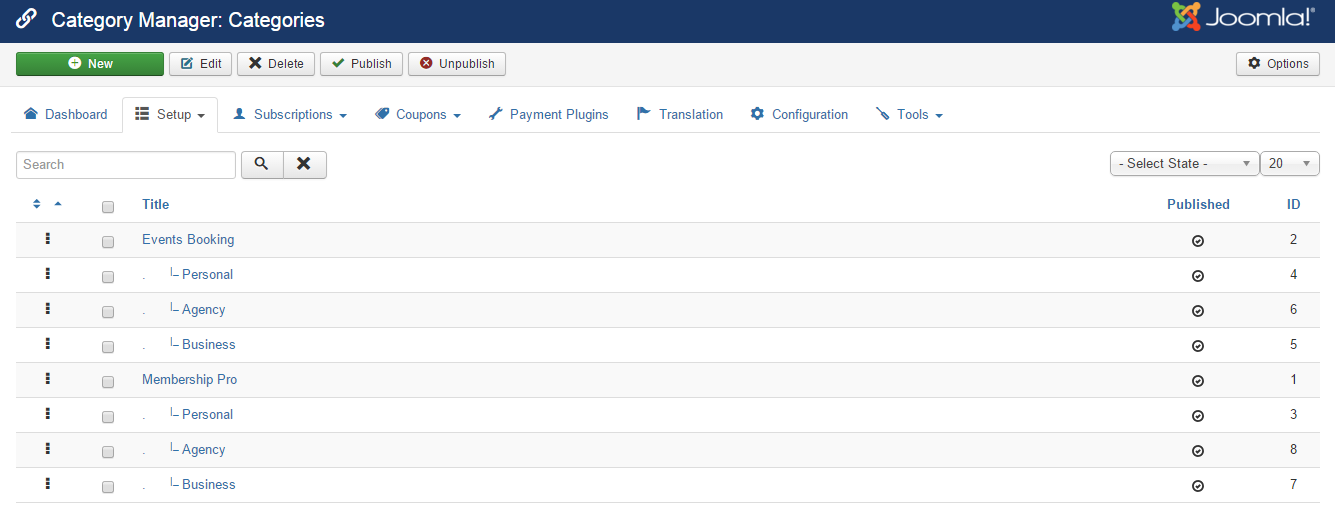 Category Manager: Categories Joomla!®
New Edit Delete Publish Unpublish Options
Dashboard Setup Subscriptions Coupons Payment Plugins Translation Configuration Tools
Search - Select State - 20
Title Published ID
Events Booking 2
. Personal 4
. Agency 6
. Business 5
Membership Pro 1
. Personal 3
. Agency 8
. Business 7